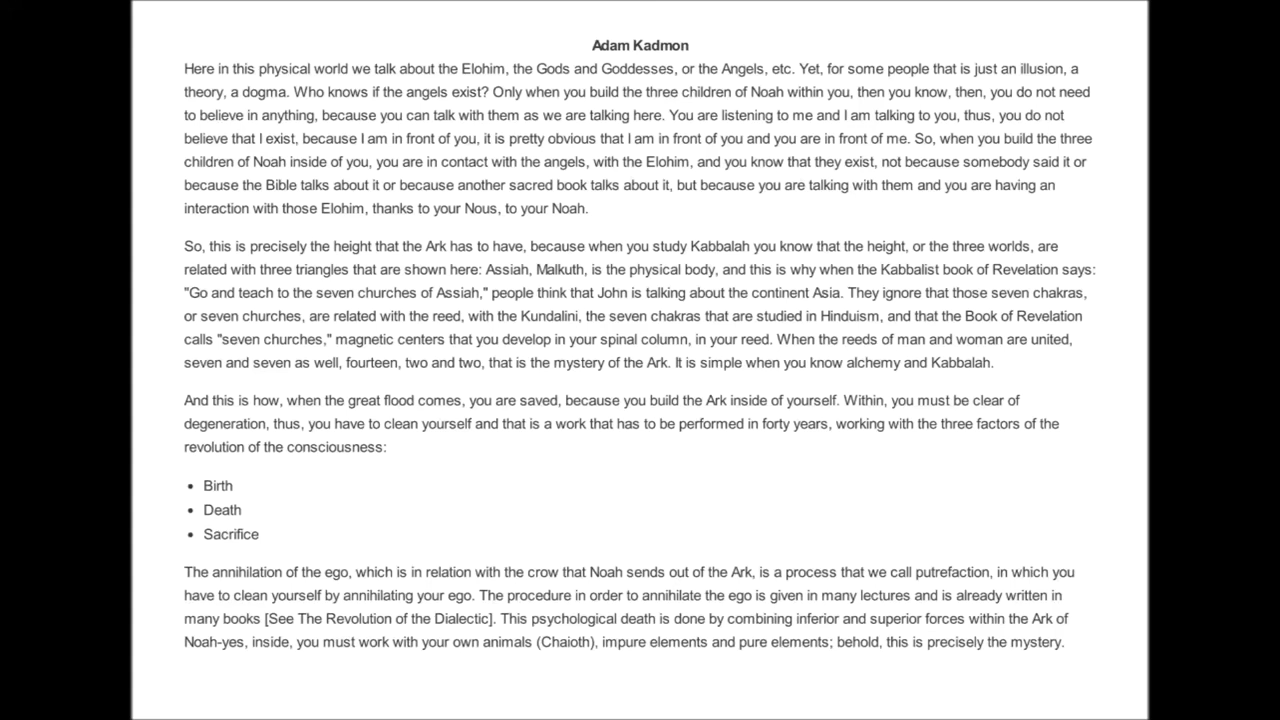 Adam Kadmon
Here in this physical world we talk about the Elohim, the Gods and Goddesses, or the Angels, etc. Yet, for some people that is just an illusion, a
theory, a dogma. Who knows if the angels exist? Only when you build the three children of Noah within you, then you know, then, you do not need
to believe in anything, because you can talk with them as we are talking here. You are listening to me and I am talking to you, thus, you do not
believe that I exist, because I am in front of you, it is pretty obvious that I am in front of you and you are in front of me. So, when you build the three
children of Noah inside of you, you are in contact with the angels, with the Elohim, and you know that they exist, not because somebody said it or
because the Bible talks about it or because another sacred book talks about it, but because you are talking with them and you are having an
interaction with those Elohim, thanks to your Nous, to your Noah.
So, this is precisely the height that the Ark has to have, because when you study Kabbalah you know that the height, or the three worlds, are
related with three triangles that are shown here: Assiah, Malkuth, is the physical body, and this is why when the Kabbalist book of Revelation says:
"Go and teach to the seven churches of Assiah," people think that John is talking about the continent Asia. They ignore that those seven chakras,
or seven churches, are related with the reed, with the Kundalini, the seven chakras that are studied in Hinduism, and that the Book of Revelation
calls "seven churches," magnetic centers that you develop in your spinal column, in your reed. When the reeds of man and woman are united,
seven and seven as well, fourteen, two and two, that is the mystery of the Ark. It is simple when you know alchemy and Kabbalah.
And this is how, when the great flood comes, you are saved, because you build the Ark inside of yourself. Within, you must be clear of
degeneration, thus, you have to clean yourself and that is a work that has to be performed in forty years, working with the three factors of the
revolution of the consciousness:
• Birth
• Death
• Sacrifice
The annihilation of the ego, which is in relation with the crow that Noah sends out of the Ark, is a process that we call putrefaction, in which you
have to clean yourself by annihilating your ego. The procedure in order to annihilate the ego is given in many lectures and is already written in
many books [See The Revolution of the Dialectic]. This psychological death is done by combining inferior and superior forces within the Ark of
Noah-yes, inside, you must work with your own animals (Chaioth), impure elements and pure elements; behold, this is precisely the mystery.